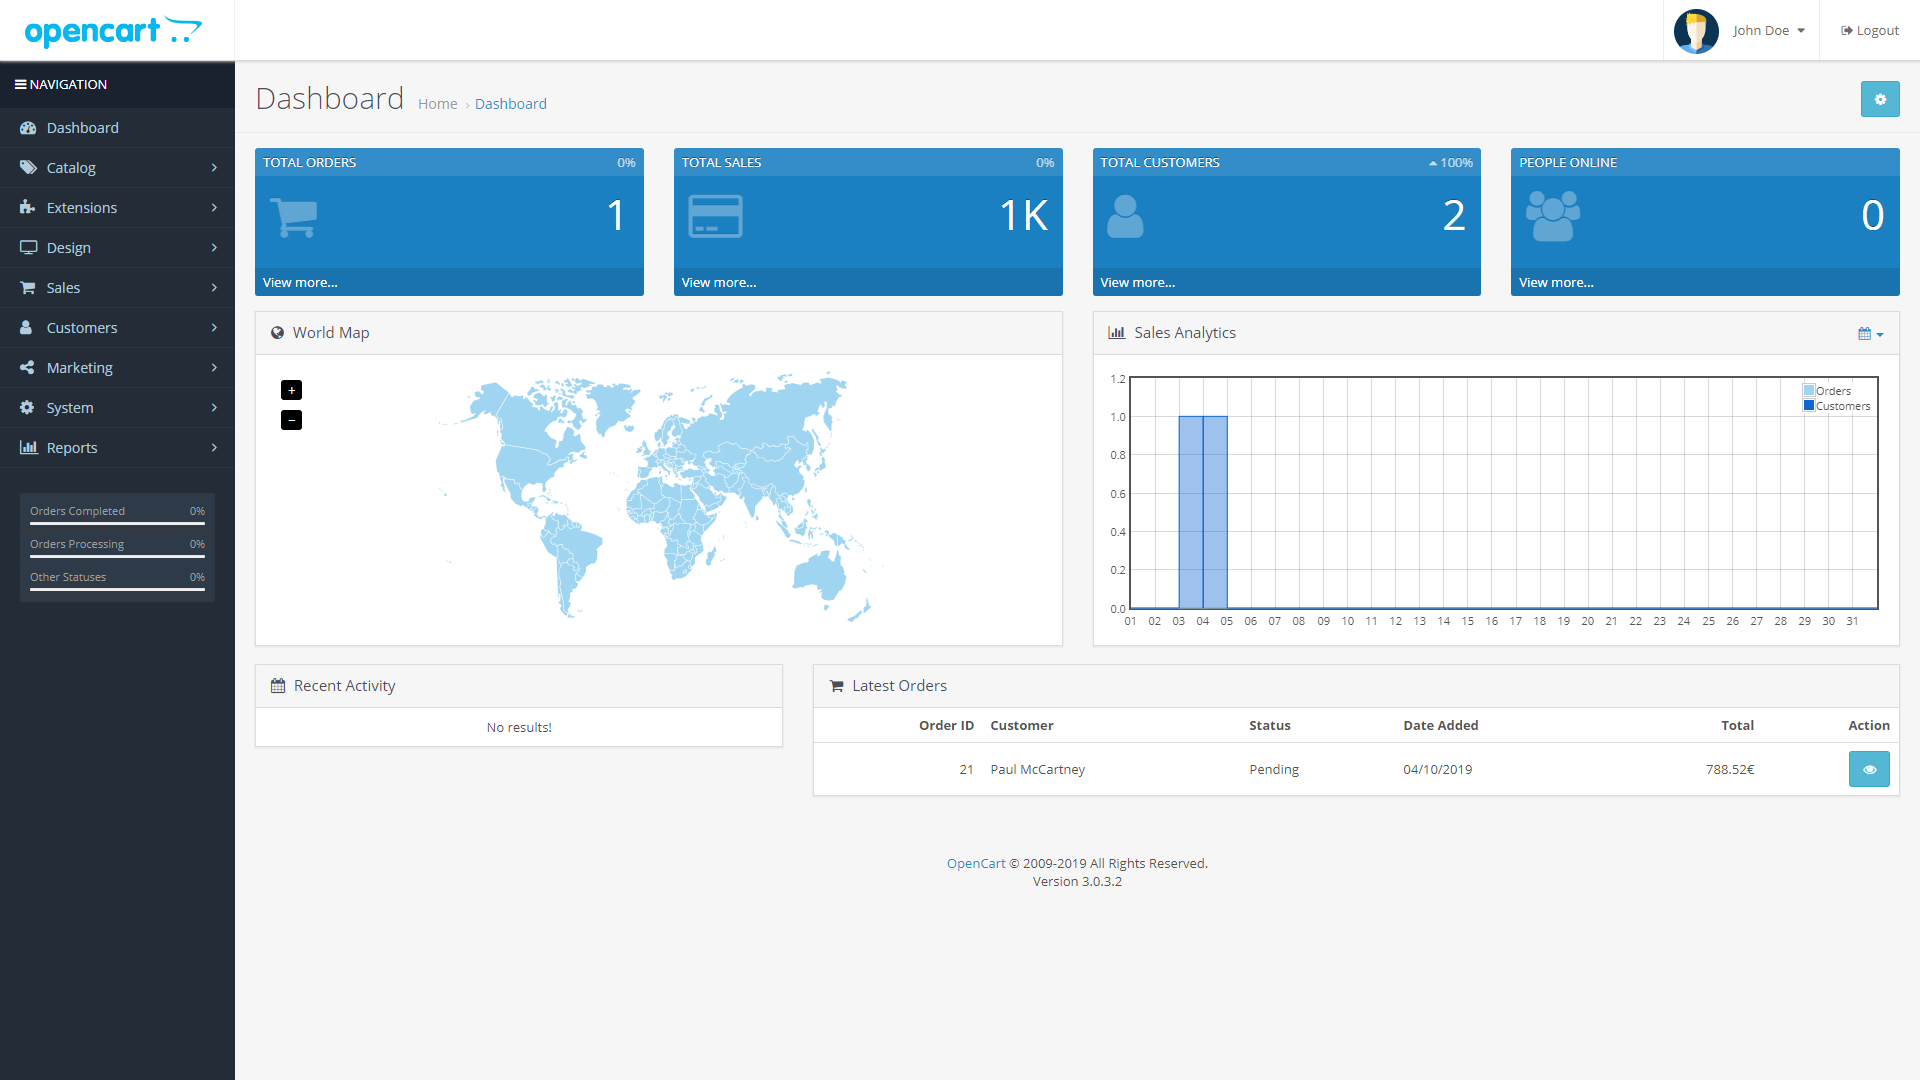 opencart
John Doe
Logout
NAVIGATION
Dashboard
Catalog
Extensions
Design
Sales
Customers
Marketing
System
Reports
Orders Completed 0%
Orders Processing 0%
Other Statuses 0%
Dashboard Home › Dashboard
TOTAL ORDERS 0%
1
View more...
TOTAL SALES 0%
1K
View more...
TOTAL CUSTOMERS 100%
2
View more...
PEOPLE ONLINE
0
View more...
World Map
+
−
Sales Analytics
Orders
Customers
1.2
1.0
0.8
0.6
0.4
0.2
0.0
01 02 03 04 05 06 07 08 09 10 11 12 13 14 15 16 17 18 19 20 21 22 23 24 25 26 27 28 29 30 31
Recent Activity
No results!
Latest Orders
Order ID Customer Status Date Added Total Action
21 Paul McCartney Pending 04/10/2019 788.52€
OpenCart © 2009-2019 All Rights Reserved.
Version 3.0.3.2